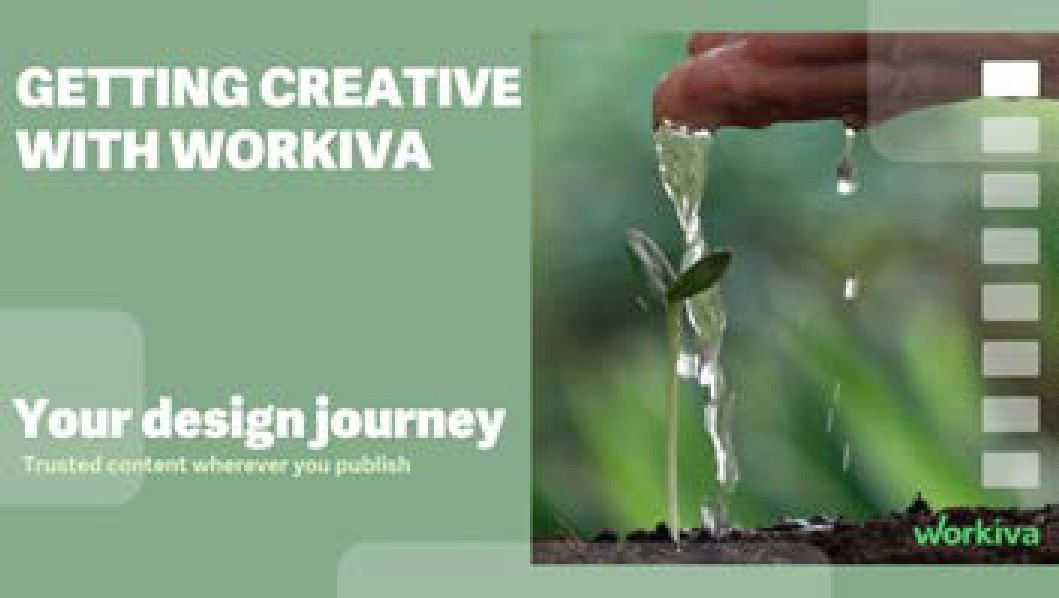 GETTING CREATIVE
WITH WORKIVA
Your design journey
Trusted content wherever you publish
workiva